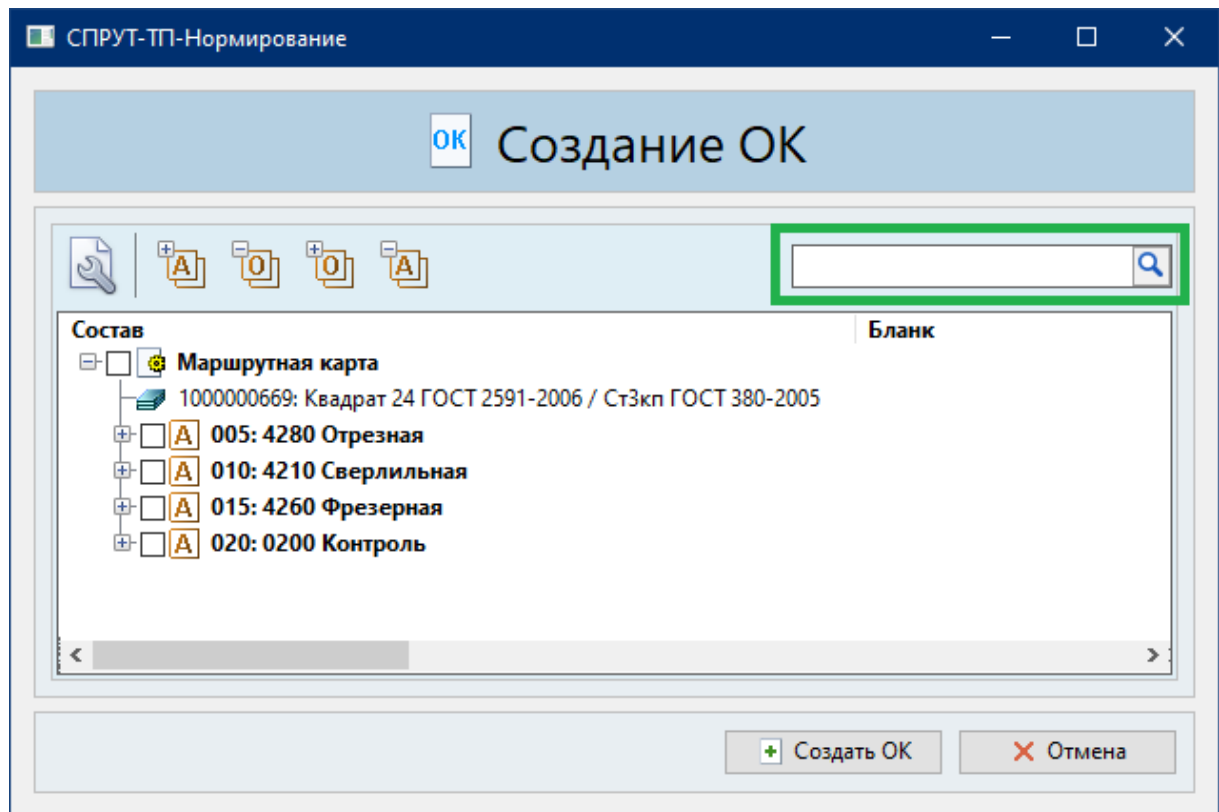 СПРУТ-ТП-Нормирование
ОК Создание ОК
А О О А
Состав Бланк
Маршрутная карта
1000000669: Квадрат 24 ГОСТ 2591-2006 / Ст3кп ГОСТ 380-2005
А 005: 4280 Отрезная
А 010: 4210 Сверлильная
А 015: 4260 Фрезерная
А 020: 0200 Контроль
Создать ОК Отмена